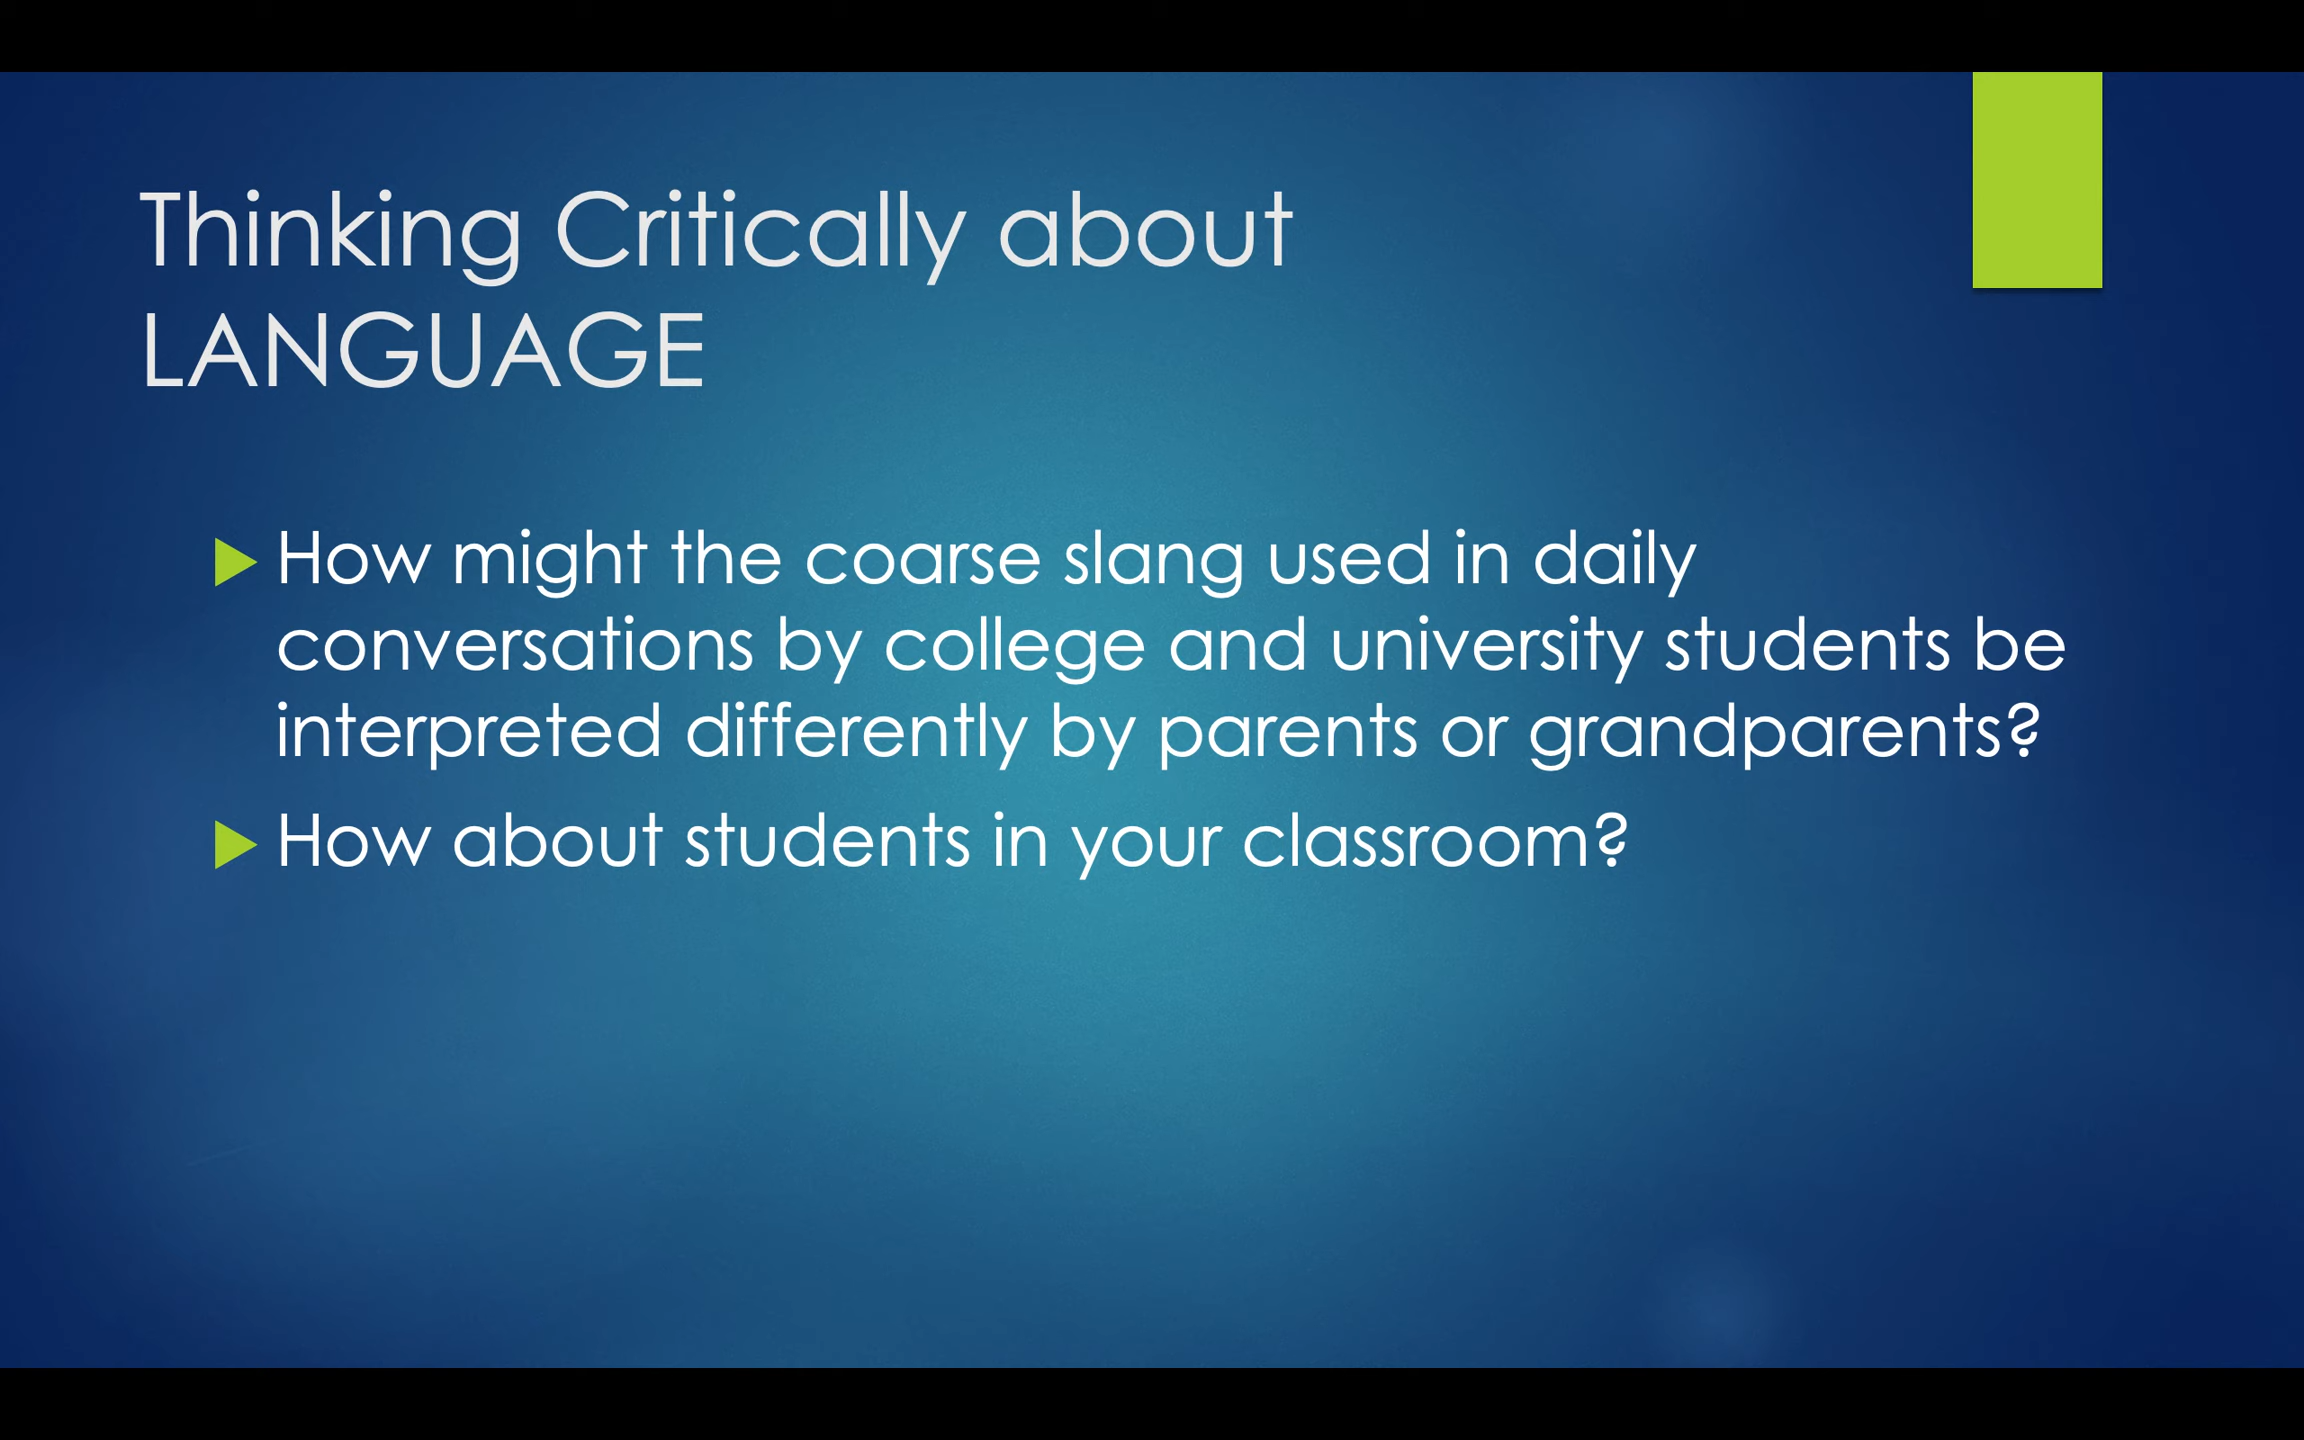 Thinking Critically about
LANGUAGE
How might the coarse slang used in daily
conversations by college and university students be
interpreted differently by parents or grandparents?
How about students in your classroom?